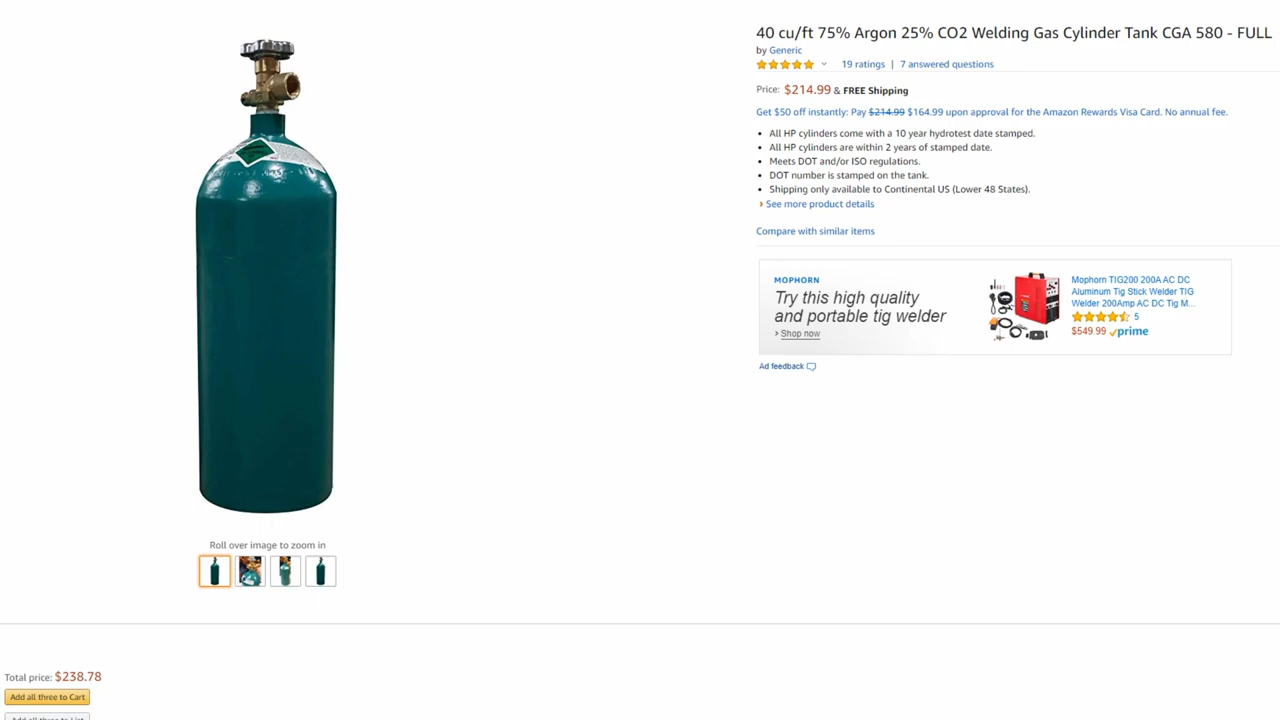 40 cu/ft 75% Argon 25% CO2 Welding Gas Cylinder Tank CGA 580 - FULL
by Generic
19 ratings | 7 answered questions
Price: $214.99 & FREE Shipping
Get $50 off instantly: Pay $214.99 $164.99 upon approval for the Amazon Rewards Visa Card. No annual fee.
All HP cylinders come with a 10 year hydrotest date stamped.
All HP cylinders are within 2 years of stamped date.
Meets DOT and/or ISO regulations.
DOT number is stamped on the tank.
Shipping only available to Continental US (Lower 48 States).
› See more product details
Compare with similar items
MOPHORN
Try this high quality
and portable tig welder
› Shop now
Mophorn TIG200 200A AC DC
Aluminum Tig Stick Welder TIG
Welder 200Amp AC DC Tig M...
5
$549.99 prime
Ad feedback
Roll over image to zoom in
Total price: $238.78
Add all three to Cart
Add all three to List